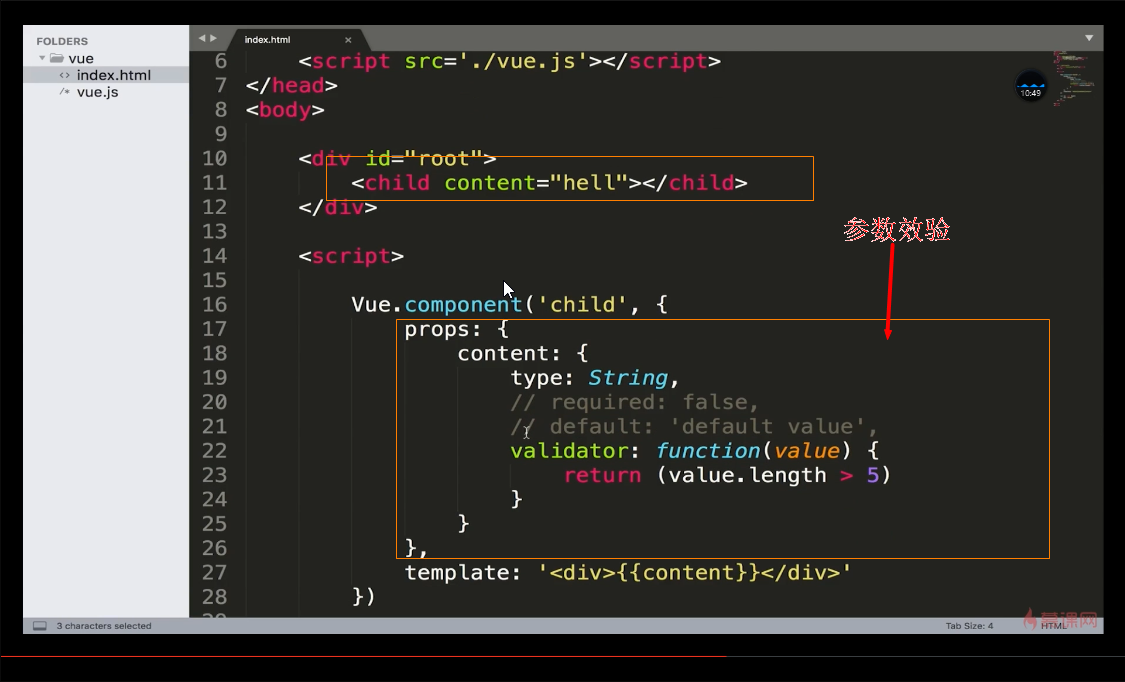 FOLDERS
vue
<> index.html
/* vue.js
index.html ×
6 <script src='./vue.js'></script>
7 </head>
8 <body>
9
10 <div id="root">
11 <child content="hell"></child>
12 </div>
13
14 <script>
15
16 Vue.component('child', {
17 props: {
18 content: {
19 type: String,
20 // required: false,
21 // default: 'default value',
22 validator: function(value) {
23 return (value.length > 5)
24 }
25 }
26 },
27 template: '<div>{{content}}</div>'
28 })
10:49
参数效验
3 characters selected
Tab Size: 4
HTML
慕课网